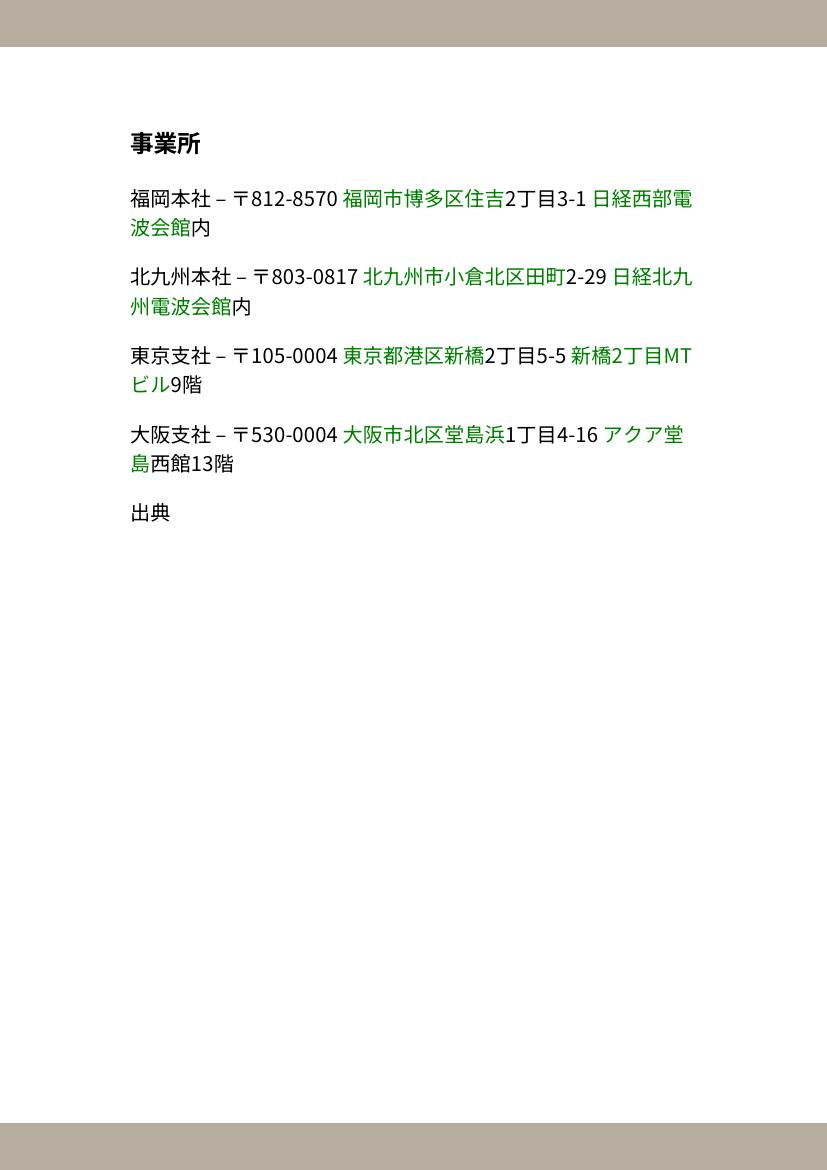 事業所
福岡本社 – 〒812-8570 福岡市博多区住吉2丁目3-1 日経西部電
波会館内
北九州本社 – 〒803-0817 北九州市小倉北区田町2-29 日経北九
州電波会館内
東京支社 – 〒105-0004 東京都港区新橋2丁目5-5 新橋2丁目MT
ビル9階
大阪支社 – 〒530-0004 大阪市北区堂島浜1丁目4-16 アクア堂
島西館13階
出典